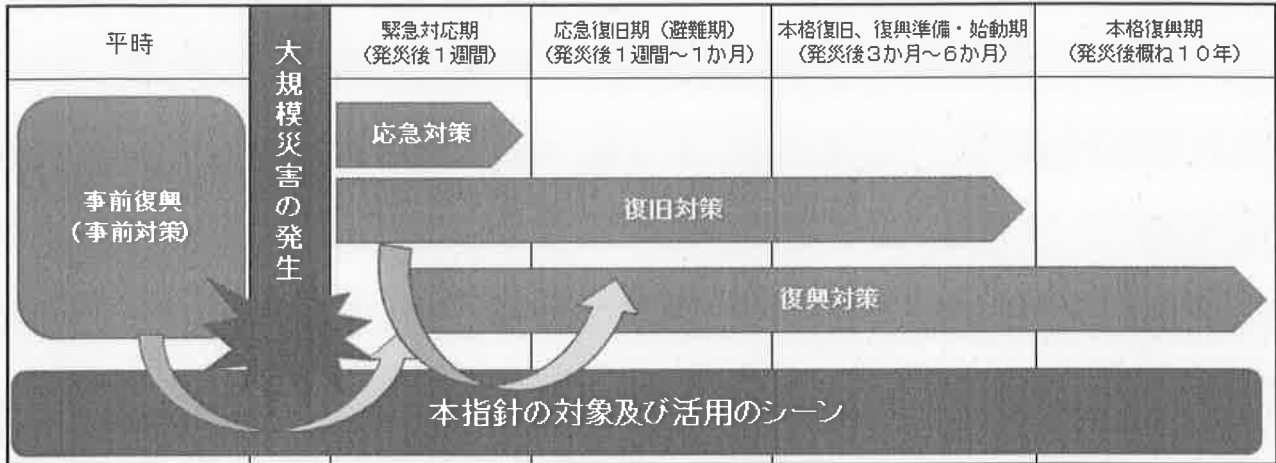 平時
大規模災害の発生
緊急対応期
(発災後1週間)
応急復旧期(避難期)
(発災後1週間~1か月)
本格復旧、復興準備・始動期
(発災後3か月~6か月)
本格復興期
(発災後概ね10年)
応急対策
事前復興
(事前対策)
復旧対策
復興対策
本指針の対象及び活用のシーン